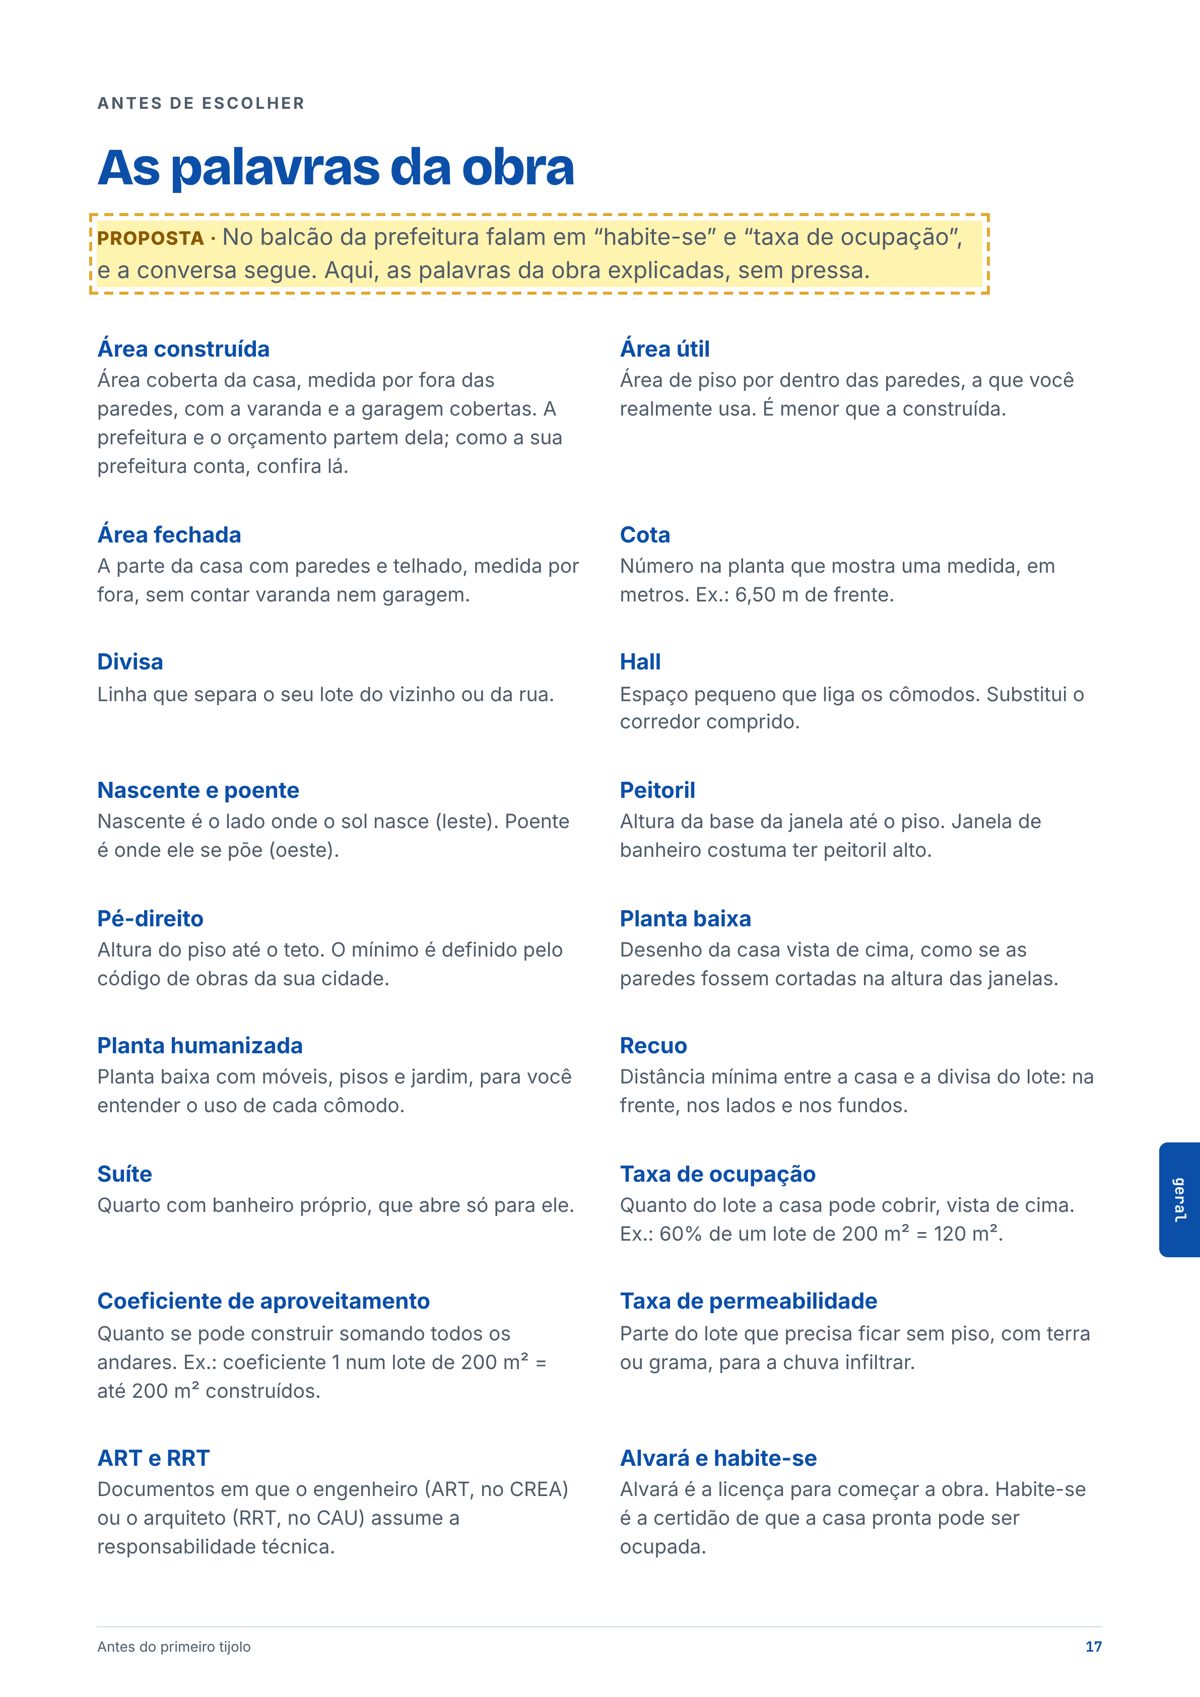 ANTES DE ESCOLHER
As palavras da obra
PROPOSTA · No balcão da prefeitura falam em “habite-se” e “taxa de ocupação”,
e a conversa segue. Aqui, as palavras da obra explicadas, sem pressa.
Área construída
Área coberta da casa, medida por fora das
paredes, com a varanda e a garagem cobertas. A
prefeitura e o orçamento partem dela; como a sua
prefeitura conta, confira lá.
Área útil
Área de piso por dentro das paredes, a que você
realmente usa. É menor que a construída.
Área fechada
A parte da casa com paredes e telhado, medida por
fora, sem contar varanda nem garagem.
Cota
Número na planta que mostra uma medida, em
metros. Ex.: 6,50 m de frente.
Divisa
Linha que separa o seu lote do vizinho ou da rua.
Hall
Espaço pequeno que liga os cômodos. Substitui o
corredor comprido.
Nascente e poente
Nascente é o lado onde o sol nasce (leste). Poente
é onde ele se põe (oeste).
Peitoril
Altura da base da janela até o piso. Janela de
banheiro costuma ter peitoril alto.
Pé-direito
Altura do piso até o teto. O mínimo é definido pelo
código de obras da sua cidade.
Planta baixa
Desenho da casa vista de cima, como se as
paredes fossem cortadas na altura das janelas.
Planta humanizada
Planta baixa com móveis, pisos e jardim, para você
entender o uso de cada cômodo.
Recuo
Distância mínima entre a casa e a divisa do lote: na
frente, nos lados e nos fundos.
Suíte
Quarto com banheiro próprio, que abre só para ele.
Taxa de ocupação
Quanto do lote a casa pode cobrir, vista de cima.
Ex.: 60% de um lote de 200 m² = 120 m².
Coeficiente de aproveitamento
Quanto se pode construir somando todos os
andares. Ex.: coeficiente 1 num lote de 200 m² =
até 200 m² construídos.
Taxa de permeabilidade
Parte do lote que precisa ficar sem piso, com terra
ou grama, para a chuva infiltrar.
ART e RRT
Documentos em que o engenheiro (ART, no CREA)
ou o arquiteto (RRT, no CAU) assume a
responsabilidade técnica.
Alvará e habite-se
Alvará é a licença para começar a obra. Habite-se
é a certidão de que a casa pronta pode ser
ocupada.
geral
Antes do primeiro tijolo
17